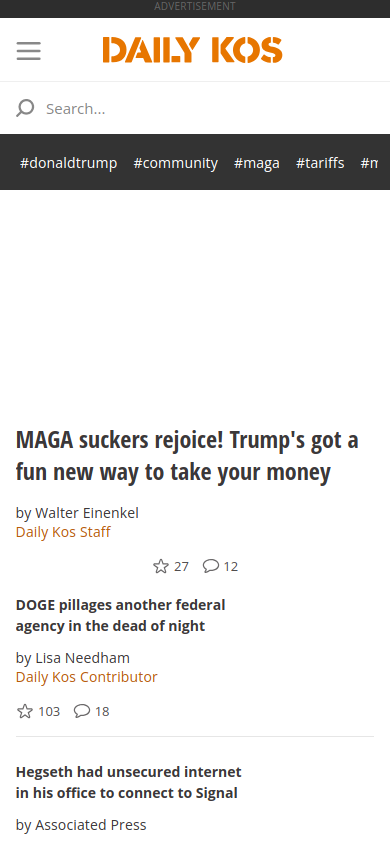 ADVERTISEMENT
DAILY KOS
Search...
#donaldtrump #community #maga #tariffs #m
MAGA suckers rejoice! Trump's got a
fun new way to take your money
by Walter Einenkel
Daily Kos Staff
27 12
DOGE pillages another federal
agency in the dead of night
by Lisa Needham
Daily Kos Contributor
103 18
Hegseth had unsecured internet
in his office to connect to Signal
by Associated Press